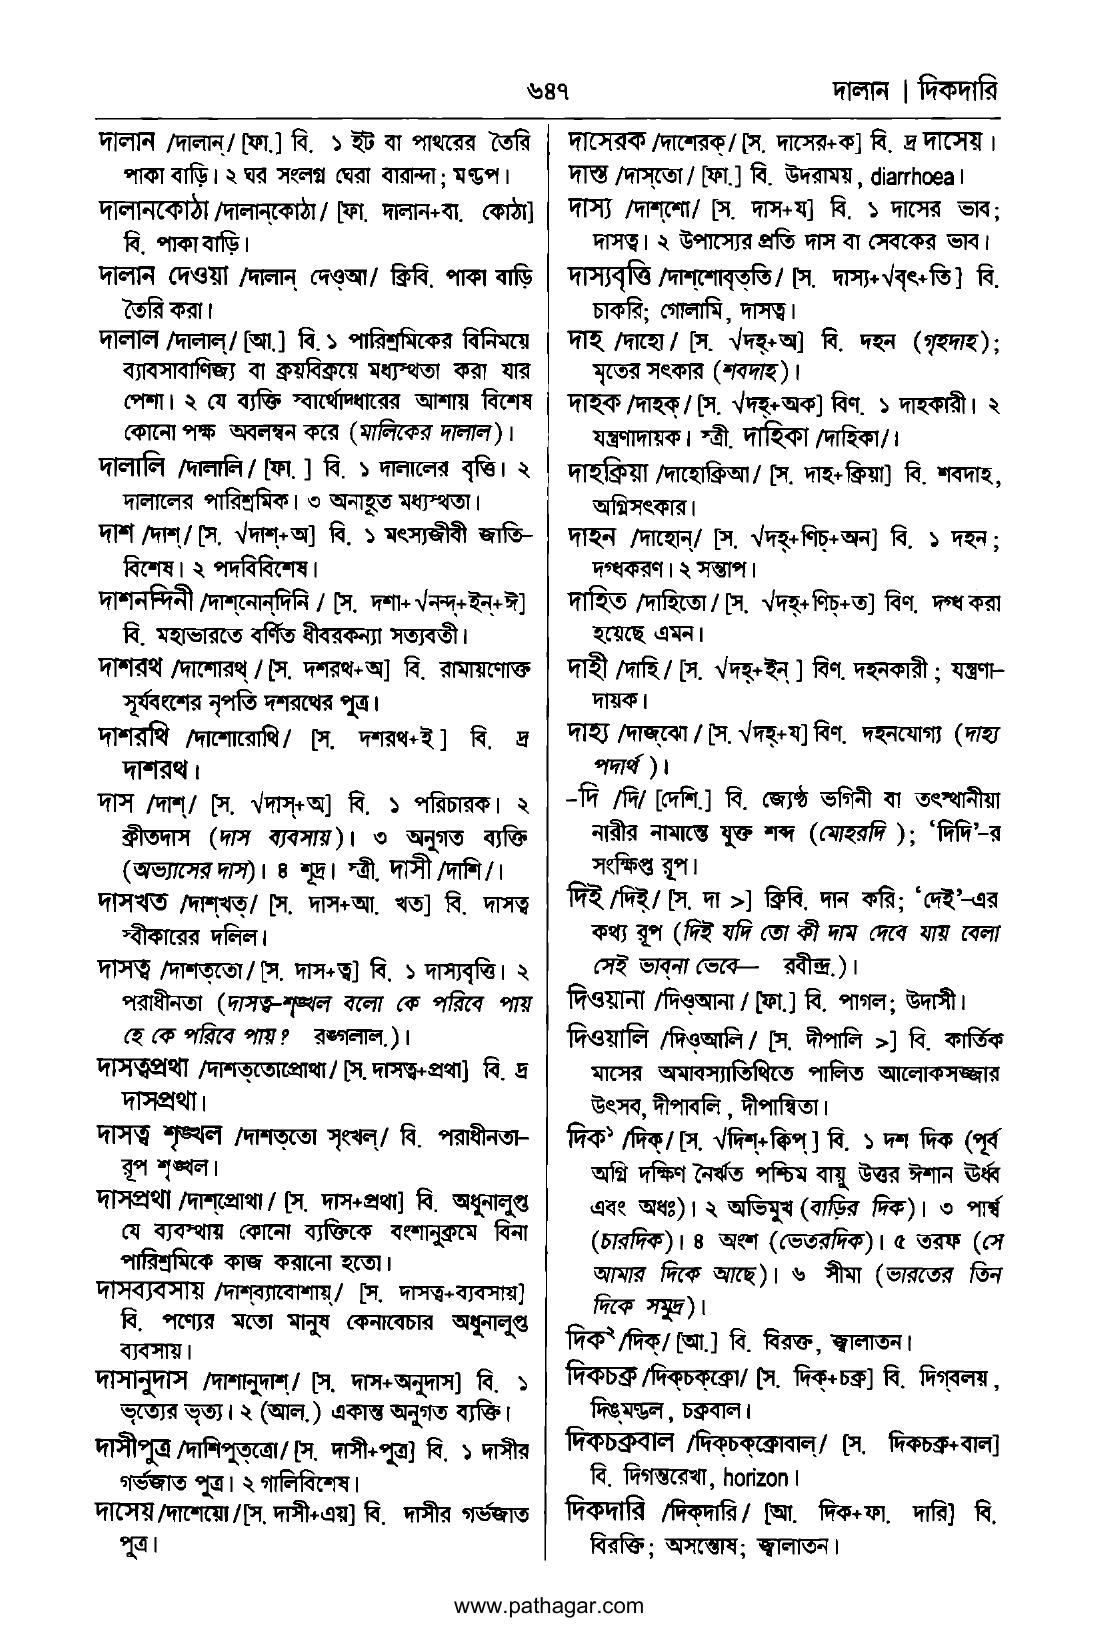 ৬৪৭
দালান | দিকদারি
দালান /দালান্/ [ফা.] বি. ১ ইট বা পাথরের তৈরি
পাকা বাড়ি। ২ ঘর সংলগ্ন ঘেরা বারান্দা; মণ্ডপ।
দালানকোঠা /দালান্‌কোঠা/ [ফা. দালান+বা. কোঠা]
বি. পাকা বাড়ি।
দালান দেওয়া /দালান্ দেও্আ/ ক্রিবি. পাকা বাড়ি
তৈরি করা।
দালাল /দালাল্/ [আ.] বি. ১ পারিশ্রমিকের বিনিময়ে
ব্যাবসাবাণিজ্য বা ক্রয়বিক্রয়ে মধ্যস্থতা করা যার
পেশা। ২ যে ব্যক্তি স্বার্থোদ্ধারের আশায় বিশেষ
কোনো পক্ষ অবলম্বন করে (মালিকের দালাল)।
দালালি /দালালি/ [ফা. ] বি. ১ দালালের বৃত্তি। ২
দালালের পারিশ্রমিক। ৩ অনাহূত মধ্যস্থতা।
দাশ /দাশ্/ [স. √দাশ্+অ] বি. ১ মৎস্যজীবী জাতি–
বিশেষ। ২ পদবিবিশেষ।
দাশনন্দিনী /দাশ্‌নোন্‌দিনি / [স. দশা+ √নন্দ্+ইন্+ঈ]
বি. মহাভারতে বর্ণিত ধীবরকন্যা সত্যবতী।
দাশরথ /দাশোরথ্ / [স. দশরথ+অ] বি. রামায়ণোক্ত
সূর্যবংশের নৃপতি দশরথের পুত্র।
দাশরথি /দাশোরোথি/ [স. দশরথ+ই ] বি. দ্র
দাশরথ।
দাস /দাশ্/ [স. √দাস্+অ] বি. ১ পরিচারক। ২
ক্রীতদাস (দাস ব্যবসায়)। ৩ অনুগত ব্যক্তি
(অভ্যাসের দাস)। ৪ শূদ্র। স্ত্রী. দাসী /দাশি/।
দাসখত /দাশ্‌খত্/ [স. দাস+আ. খত] বি. দাসত্ব
স্বীকারের দলিল।
দাসত্ব /দাশত্‌তো/ [স. দাস+ত্ব] বি. ১ দাস্যবৃত্তি। ২
পরাধীনতা (দাসত্ব–শৃঙ্খল বলো কে পরিবে পায়
হে কে পরিবে পায়? রঙ্গলাল.)।
দাসত্বপ্রথা /দাশত্‌তোপ্রোথা/ [স. দাসত্ব+প্রথা] বি. দ্র
দাসপ্রথা।
দাসত্ব শৃঙ্খল /দাশত্‌তো সৃংখল্/ বি. পরাধীনতা–
রূপ শৃঙ্খল।
দাসপ্রথা /দাশ্‌প্রোথা / [স. দাস+প্রথা] বি. অধুনালুপ্ত
যে ব্যবস্থায় কোনো ব্যক্তিকে বংশানুক্রমে বিনা
পারিশ্রমিকে কাজ করানো হতো।
দাসব্যবসায় /দাশ্‌ব্যাবোশায়্/ [স. দাসত্ব+ব্যবসায়]
বি. পণ্যের মতো মানুষ কেনাবেচার অধুনালুপ্ত
ব্যবসায়।
দাসানুদাস /দাশানুদাশ্/ [স. দাস+অনুদাস] বি. ১
ভৃত্যের ভৃত্য। ২ (আল.) একান্ত অনুগত ব্যক্তি।
দাসীপুত্র /দাশিপুত্‌ত্রো/ [স. দাসী+পুত্র] বি. ১ দাসীর
গর্ভজাত পুত্র। ২ গালিবিশেষ।
দাসেয় /দাশেয়ো/ [স. দাসী+এয়] বি. দাসীর গর্ভজাত
পুত্র।
দাসেরক /দাশেরক্/ [স. দাসের+ক] বি. দ্র দাসেয়।
দাস্ত /দাস্‌তো/ [ফা.] বি. উদরাময়, diarrhoea।
দাস্য /দাশ্‌শো/ [স. দাস+য] বি. ১ দাসের ভাব;
দাসত্ব। ২ উপাস্যের প্রতি দাস বা সেবকের ভাব।
দাস্যবৃত্তি /দাশ্‌শোবৃত্‌তি/ [স. দাস্য+√বৃৎ+তি ] বি.
চাকরি; গোলামি, দাসত্ব।
দাহ /দাহো/ [স. √দহ্+অ] বি. দহন (গৃহদাহ);
মৃতের সৎকার (শবদাহ)।
দাহক /দাহক্/ [স. √দহ্+অক] বিণ. ১ দাহকারী। ২
যন্ত্রণাদায়ক। স্ত্রী. দাহিকা /দাহিকা/।
দাহক্রিয়া /দাহোক্রিআ/ [স. দাহ+ক্রিয়া] বি. শবদাহ,
অগ্নিসৎকার।
দাহন /দাহোন্/ [স. √দহ্+ণিচ্+অন] বি. ১ দহন;
দগ্ধকরণ। ২ সন্তাপ।
দাহিত /দাহিতো/ [স. √দহ্+ণিচ্+ত] বিণ. দগ্ধ করা
হয়েছে এমন।
দাহী /দাহি/ [স. √দহ্+ইন্ ] বিণ. দহনকারী ; যন্ত্রণা–
দায়ক।
দাহ্য /দাজ্‌ঝো/ [স. √দহ্+য] বিণ. দহনযোগ্য (দাহ্য
পদার্থ )।
–দি /দি/ [দেশি.] বি. জ্যেষ্ঠ ভগিনী বা তৎস্থানীয়া
নারীর নামান্তে যুক্ত শব্দ (মোহরদি ); ‘দিদি’–র
সংক্ষিপ্ত রূপ।
দিই /দিই্/ [স. দা >] ক্রিবি. দান করি; ‘দেই’–এর
কথ্য রূপ (দিই যদি তো কী দাম দেবে যায় বেলা
সেই ভাবনা ভেবে— রবীন্দ্র.)।
দিওয়ানা /দিও্আনা/ [ফা.] বি. পাগল; উদাসী।
দিওয়ালি /দিও্আলি/ [স. দীপালি >] বি. কার্তিক
মাসের অমাবস্যাতিথিতে পালিত আলোকসজ্জার
উৎসব, দীপাবলি , দীপান্বিতা।
দিক১ /দিক্/ [স. √দিশ্+ক্বিপ্ ] বি. ১ দশ দিক (পূর্ব
অগ্নি দক্ষিণ নৈর্ঋত পশ্চিম বায়ু উত্তর ঈশান ঊর্ধ্ব
এবং অধঃ)। ২ অভিমুখ (বাড়ির দিক)। ৩ পার্শ্ব
(চারদিক)। ৪ অংশ (ভেতরদিক)। ৫ তরফ (সে
আমার দিকে আছে)। ৬ সীমা (ভারতের তিন
দিকে সমুদ্র)।
দিক২ /দিক্/ [আ.] বি. বিরক্ত, জ্বালাতন।
দিকচক্র /দিক্‌চক্‌ক্রো/ [স. দিক্+চক্র] বি. দিগ্‌বলয়,
দিঙ্মণ্ডল, চক্রবাল।
দিকচক্রবাল /দিক্‌চক্‌ক্রোবাল্/ [স. দিকচক্র+বাল]
বি. দিগন্তরেখা, horizon।
দিকদারি /দিক্‌দারি/ [আ. দিক+ফা. দারি] বি.
বিরক্তি; অসন্তোষ; জ্বালাতন।
www.pathagar.com